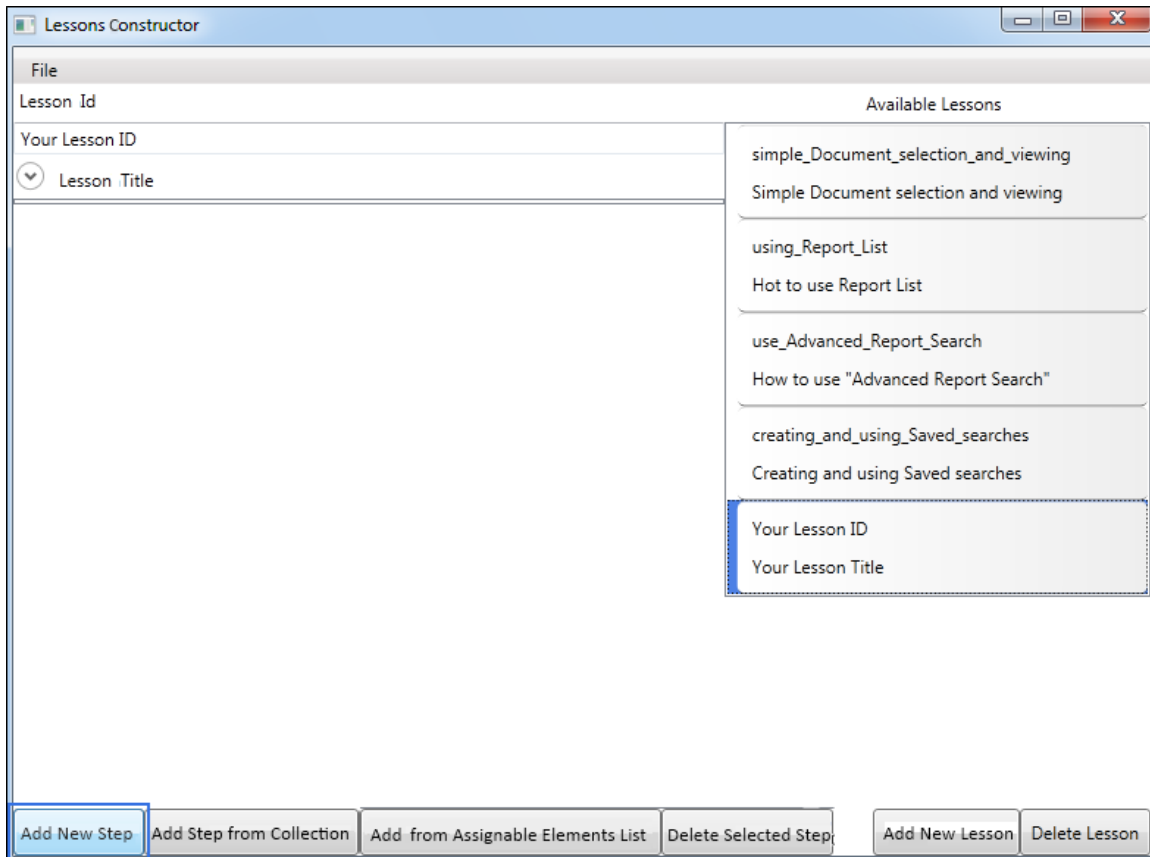 Lessons Constructor
File
Lesson Id
Available Lessons
Your Lesson ID
Lesson Title
simple_Document_selection_and_viewing
Simple Document selection and viewing
using_Report_List
Hot to use Report List
use_Advanced_Report_Search
How to use "Advanced Report Search"
creating_and_using_Saved_searches
Creating and using Saved searches
Your Lesson ID
Your Lesson Title
Add New Step
Add Step from Collection
Add from Assignable Elements List
Delete Selected Step
Add New Lesson
Delete Lesson